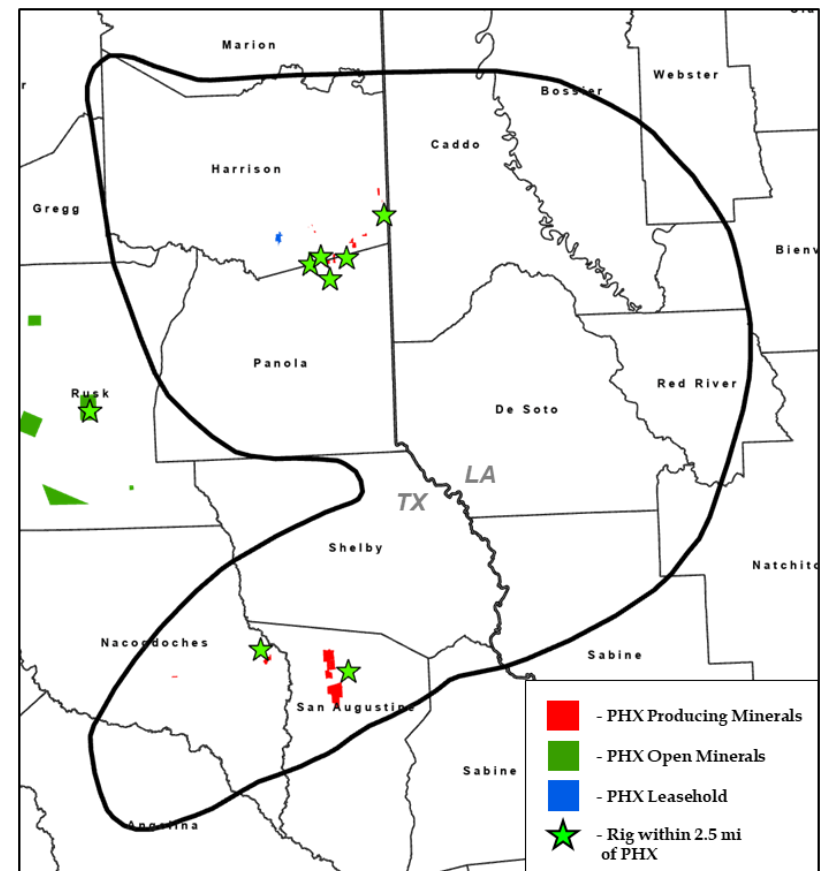 Marion
Webster
Bossier
Caddo
Harrison
Gregg
Bienv
Panola
Red River
Rusk
De Soto
LA
TX
Shelby
Natchito
Nacogdoches
Sabine
San Augustine
Sabine
Angelina
- PHX Producing Minerals
- PHX Open Minerals
- PHX Leasehold
- Rig within 2.5 mi
of PHX